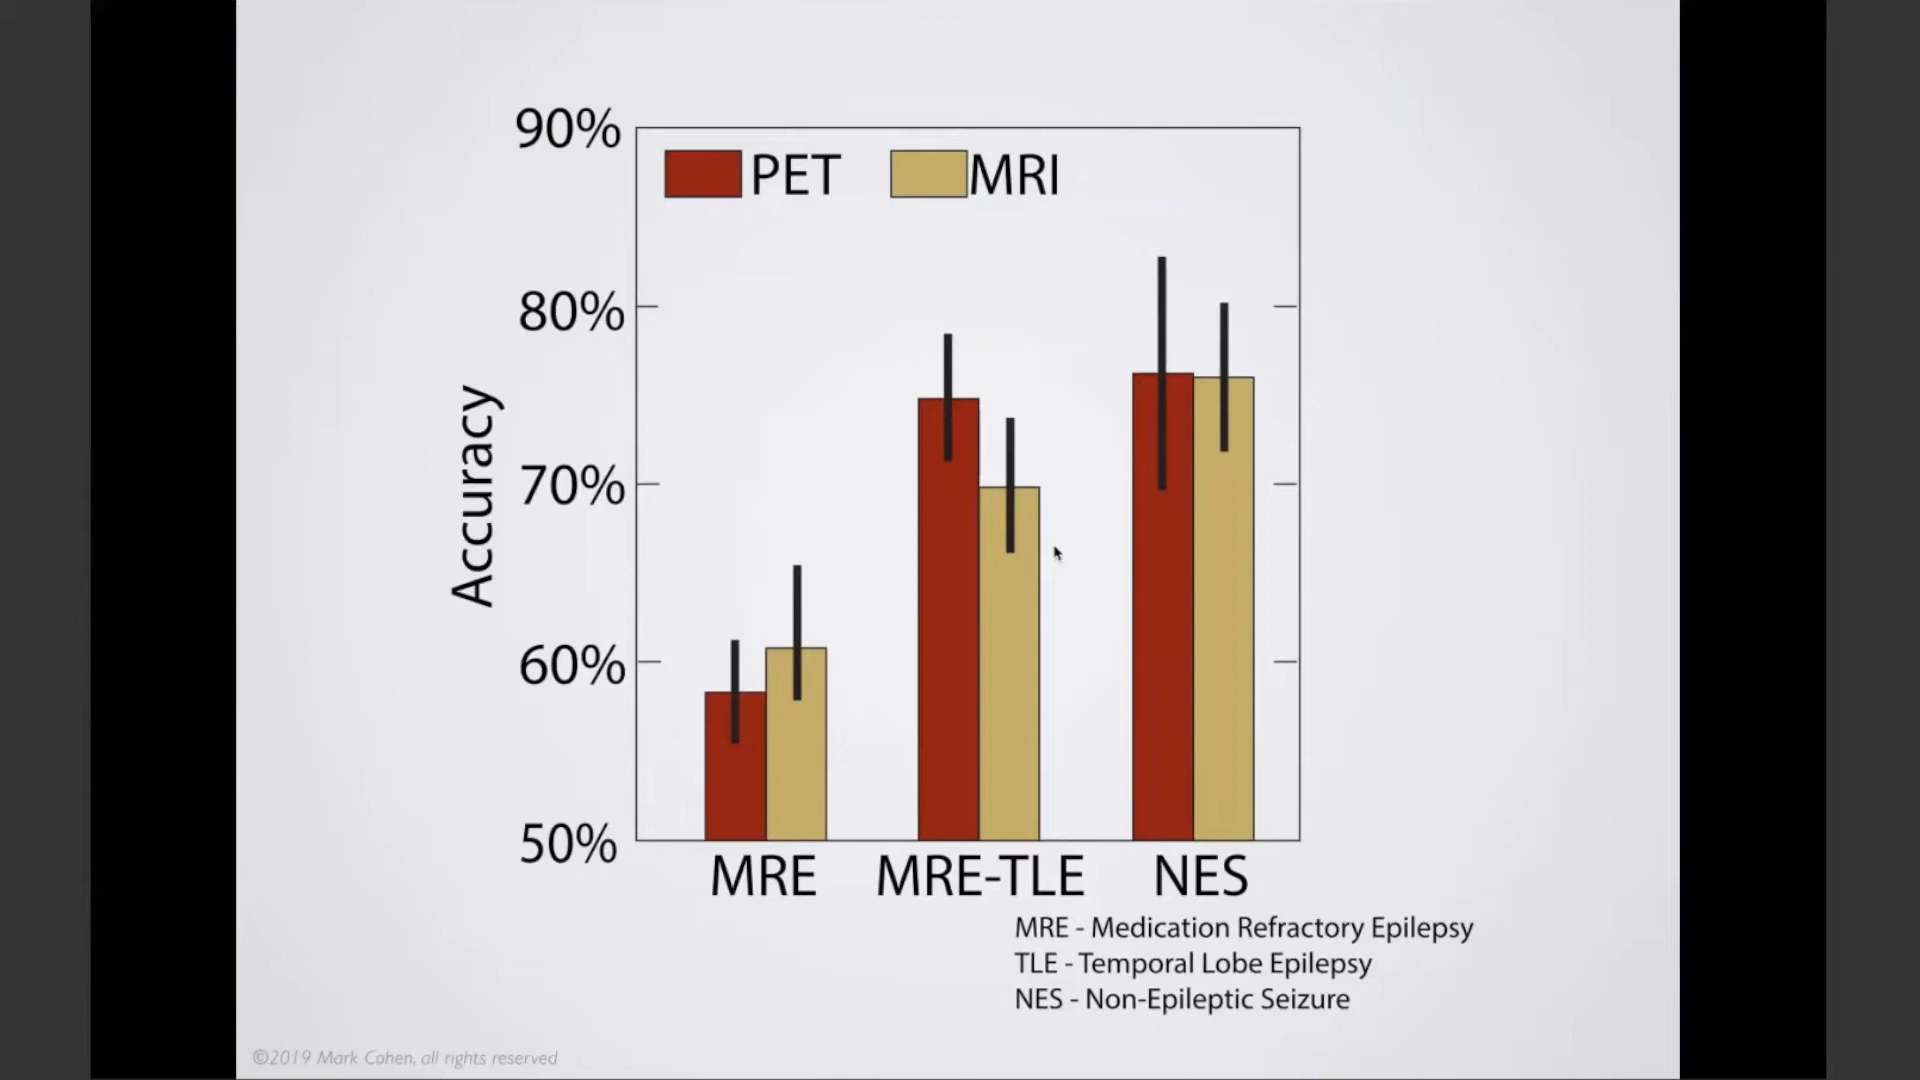 90%
PET MRI
80%
70%
60%
50%
Accuracy
MRE MRE-TLE NES
MRE - Medication Refractory Epilepsy
TLE - Temporal Lobe Epilepsy
NES - Non-Epileptic Seizure
©2019 Mark Cohen, all rights reserved